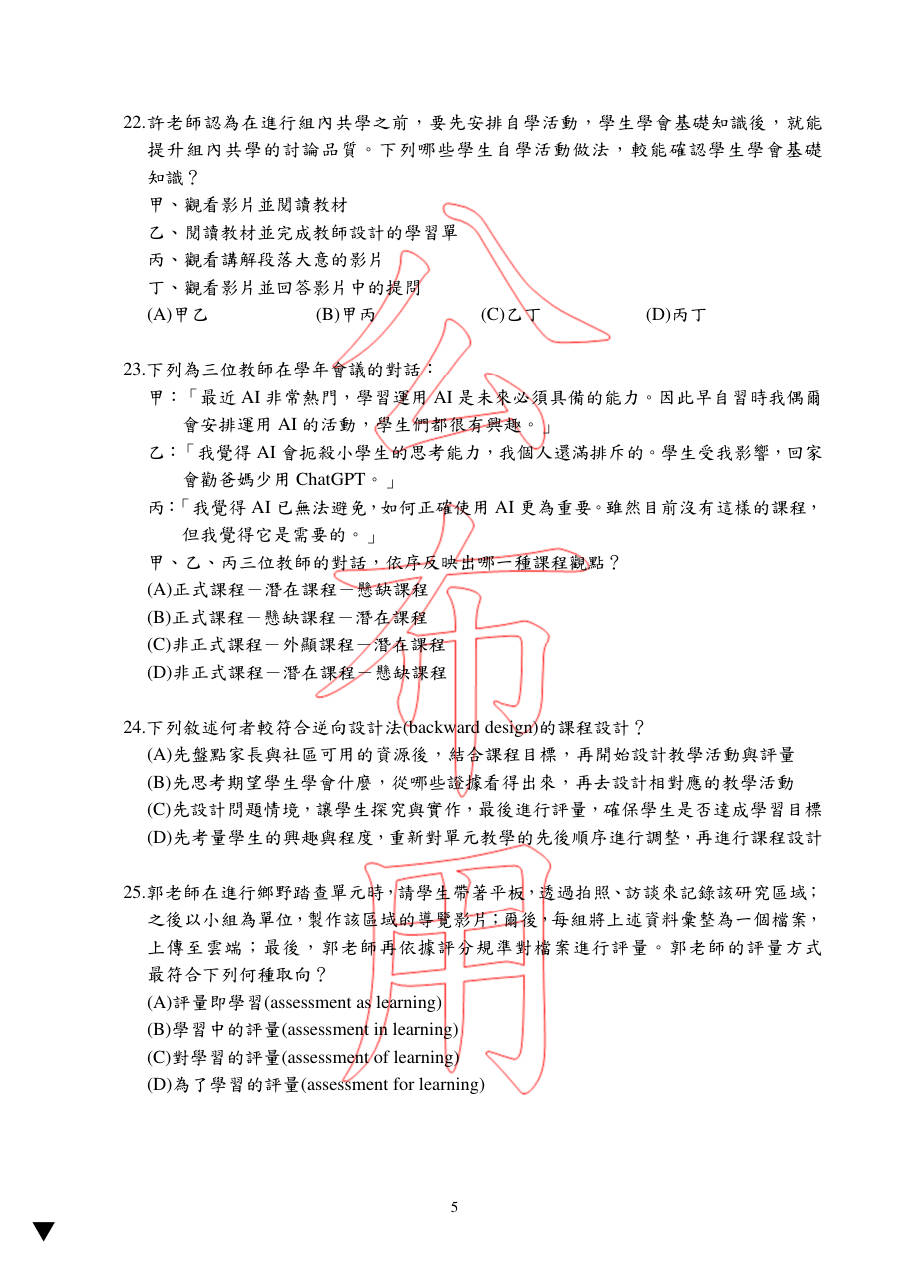 22.許老師認為在進行組內共學之前，要先安排自學活動，學生學會基礎知識後，就能
提升組內共學的討論品質。下列哪些學生自學活動做法，較能確認學生學會基礎
知識？
甲、觀看影片並閱讀教材
乙、閱讀教材並完成教師設計的學習單
丙、觀看講解段落大意的影片
丁、觀看影片並回答影片中的提問
(A)甲乙 (B)甲丙 (C)乙丁 (D)丙丁
23.下列為三位教師在學年會議的對話：
甲：「最近 AI 非常熱門，學習運用 AI 是未來必須具備的能力。因此早自習時我偶爾
會安排運用 AI 的活動，學生們都很有興趣。」
乙：「我覺得 AI 會扼殺小學生的思考能力，我個人還滿排斥的。學生受我影響，回家
會勸爸媽少用 ChatGPT。」
丙：「我覺得 AI 已無法避免，如何正確使用 AI 更為重要。雖然目前沒有這樣的課程，
但我覺得它是需要的。」
甲、乙、丙三位教師的對話，依序反映出哪一種課程觀點？
(A)正式課程－潛在課程－懸缺課程
(B)正式課程－懸缺課程－潛在課程
(C)非正式課程－外顯課程－潛在課程
(D)非正式課程－潛在課程－懸缺課程
24.下列敘述何者較符合逆向設計法(backward design)的課程設計？
(A)先盤點家長與社區可用的資源後，結合課程目標，再開始設計教學活動與評量
(B)先思考期望學生學會什麼，從哪些證據看得出來，再去設計相對應的教學活動
(C)先設計問題情境，讓學生探究與實作，最後進行評量，確保學生是否達成學習目標
(D)先考量學生的興趣與程度，重新對單元教學的先後順序進行調整，再進行課程設計
25.郭老師在進行鄉野踏查單元時，請學生帶著平板，透過拍照、訪談來記錄該研究區域；
之後以小組為單位，製作該區域的導覽影片；爾後，每組將上述資料彙整為一個檔案，
上傳至雲端；最後，郭老師再依據評分規準對檔案進行評量。郭老師的評量方式
最符合下列何種取向？
(A)評量即學習(assessment as learning)
(B)學習中的評量(assessment in learning)
(C)對學習的評量(assessment of learning)
(D)為了學習的評量(assessment for learning)
公布用
5